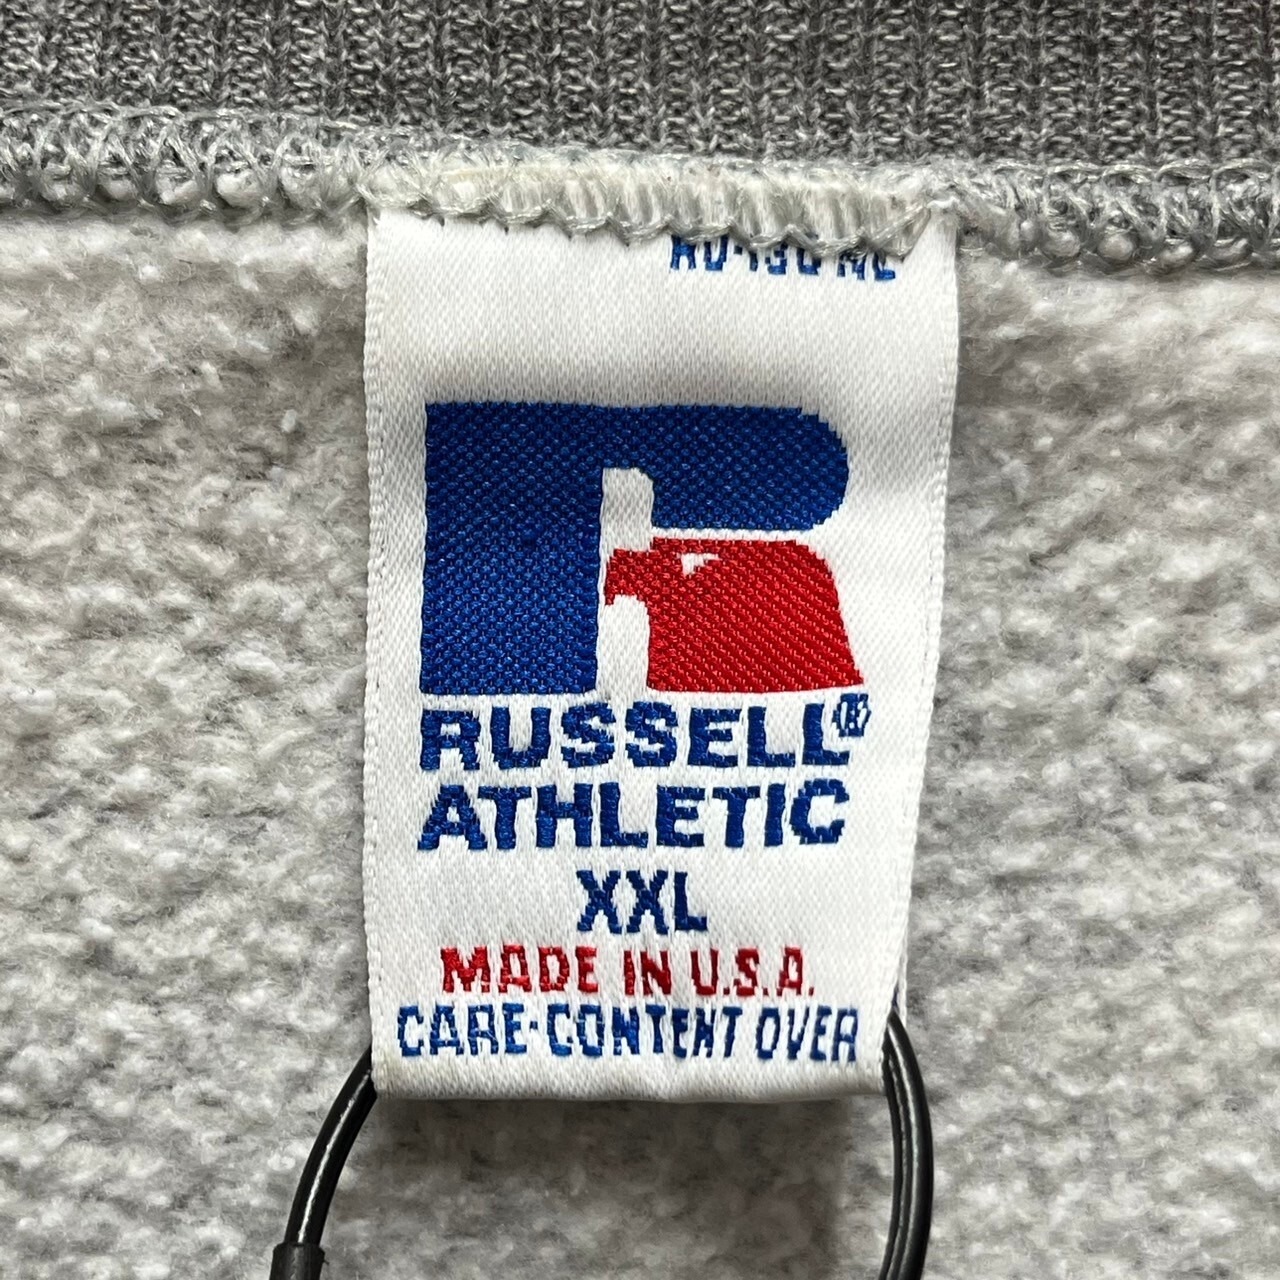 RUSSELL®
ATHLETIC
XXL
MADE IN U.S.A.
CARE·CONTENT OVER